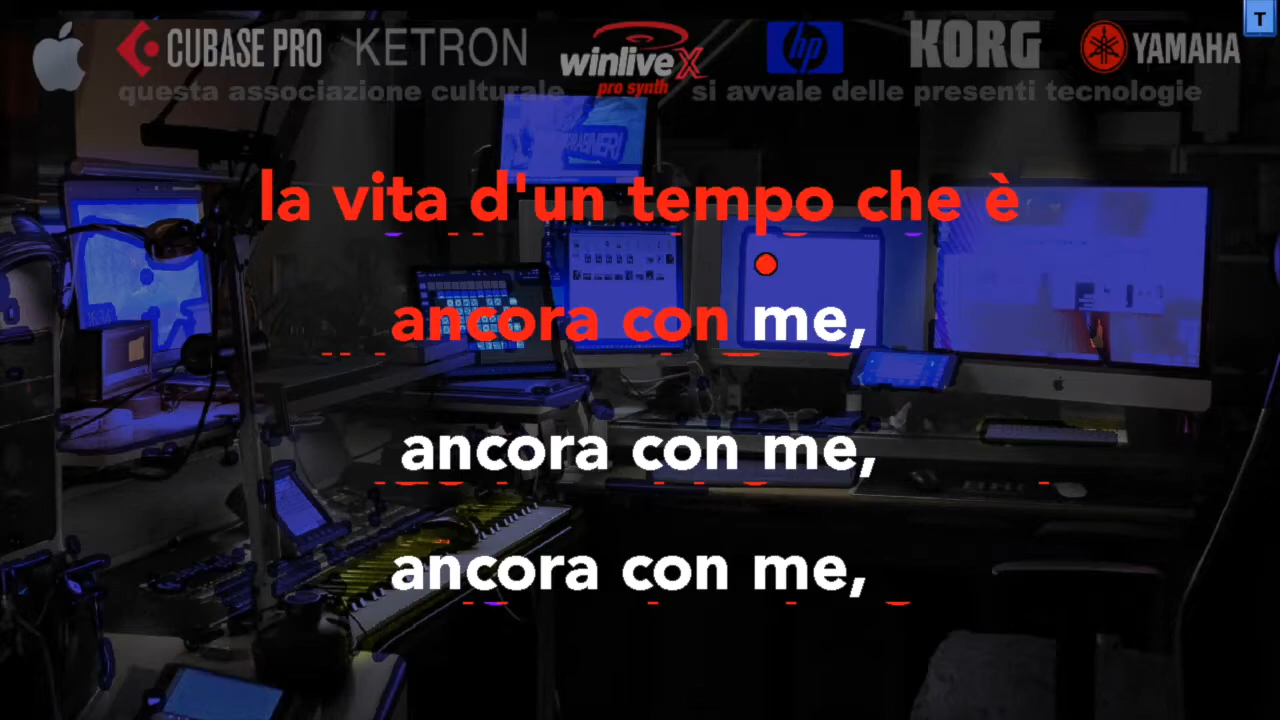 T
CUBASE PRO KETRON winlive X pro synth hp KORG YAMAHA
questa associazione culturale si avvale delle presenti tecnologie
la vita d'un tempo che è
ancora con me,
ancora con me,
ancora con me,